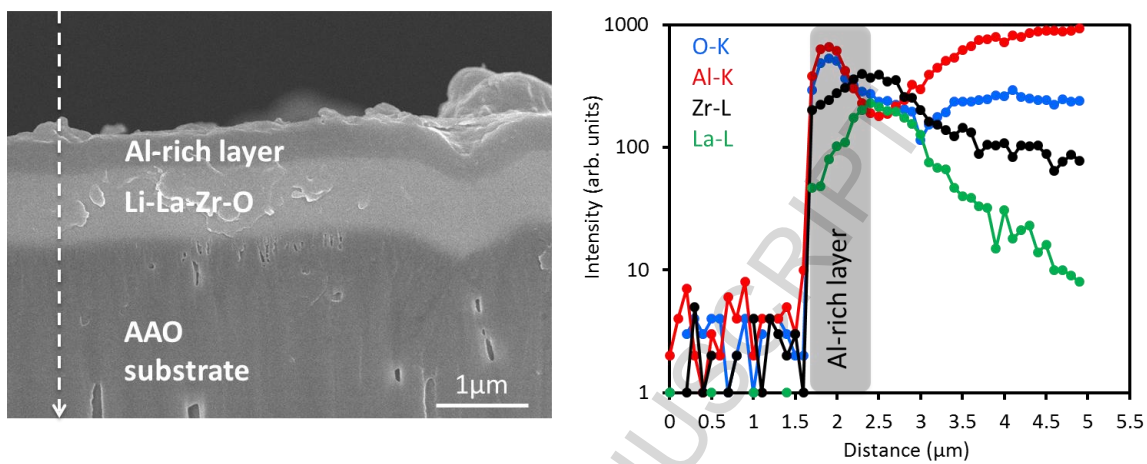 Al-rich layer
Li-La-Zr-O
AAO
substrate
1μm
1000
100
10
1
Intensity (arb. units)
O-K
Al-K
Zr-L
La-L
Al-rich layer
0 0.5 1 1.5 2 2.5 3 3.5 4 4.5 5 5.5
Distance (μm)
USCRIPT